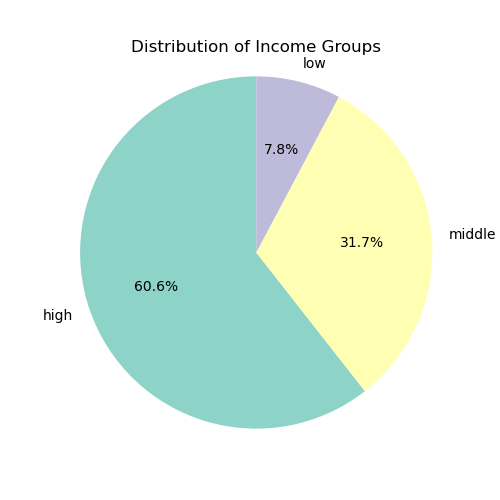 Distribution of Income Groups
low
7.8%
middle
31.7%
60.6%
high